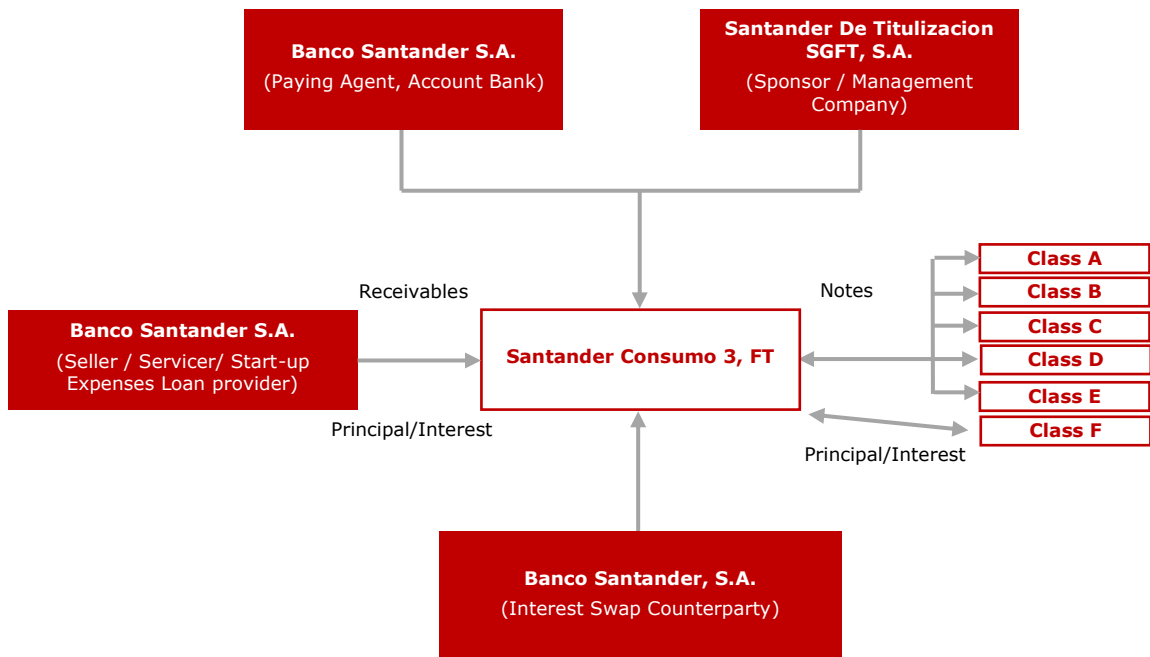 Banco Santander S.A.
(Paying Agent, Account Bank)
Santander De Titulizacion
SGFT, S.A.
(Sponsor / Management
Company)
Receivables
Notes
Banco Santander S.A.
(Seller / Servicer/ Start-up
Expenses Loan provider)
Santander Consumo 3, FT
Class A
Class B
Class C
Class D
Class E
Class F
Principal/Interest
Principal/Interest
Banco Santander, S.A.
(Interest Swap Counterparty)